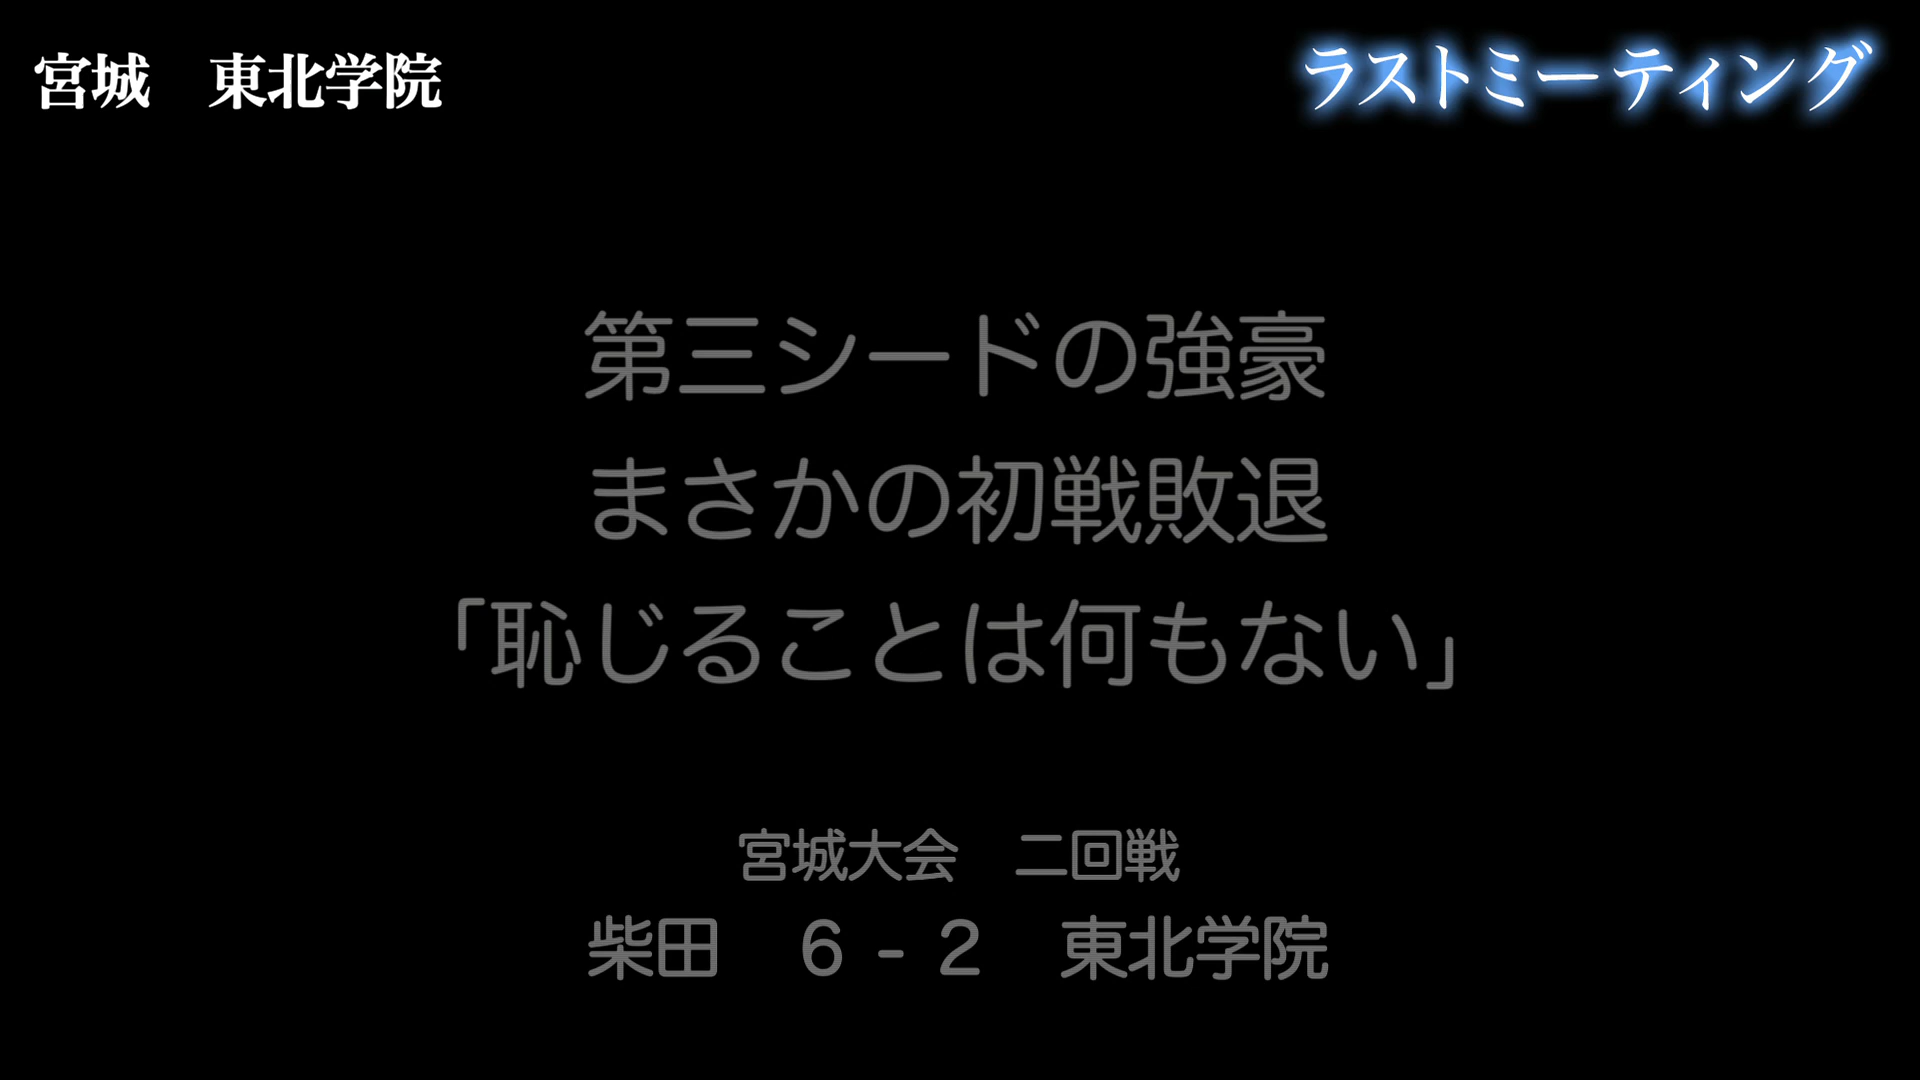 宮城　東北学院
ラストミーティング
第三シードの強豪
まさかの初戦敗退
「恥じることは何もない」
宮城大会　二回戦
柴田　6 - 2　東北学院